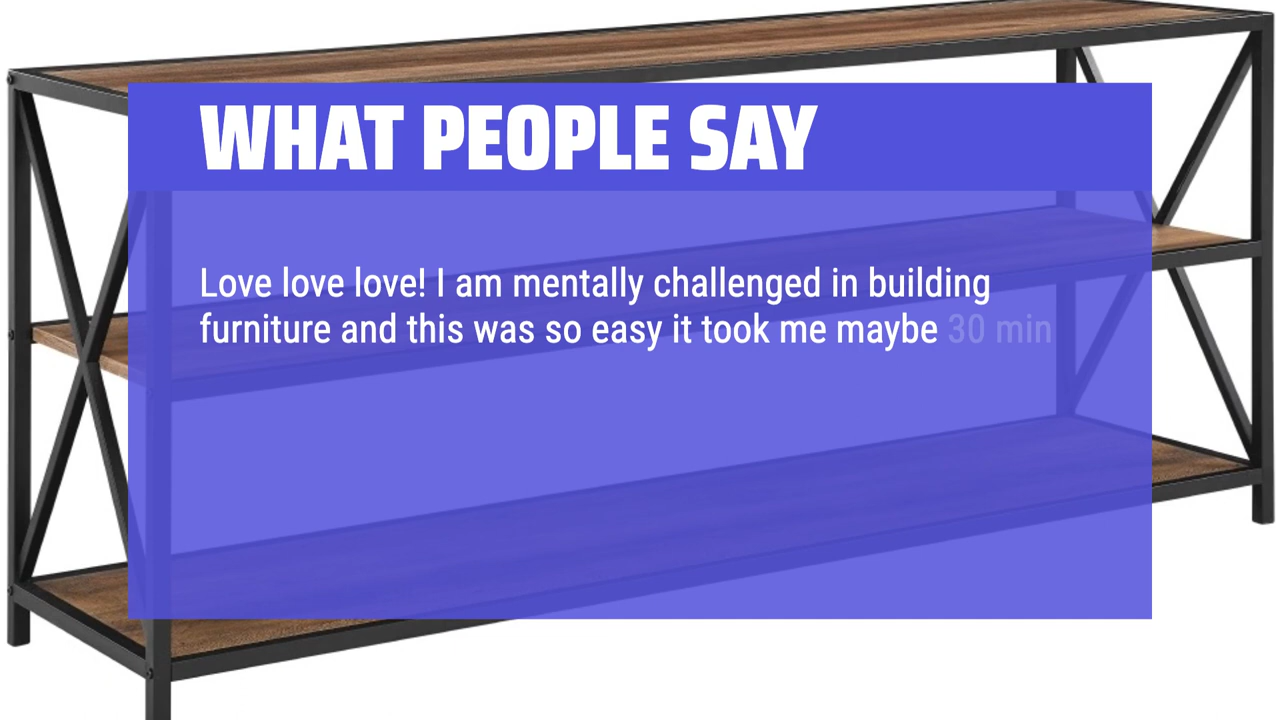 WHAT PEOPLE SAY
Love love love! I am mentally challenged in building
furniture and this was so easy it took me maybe 30 min